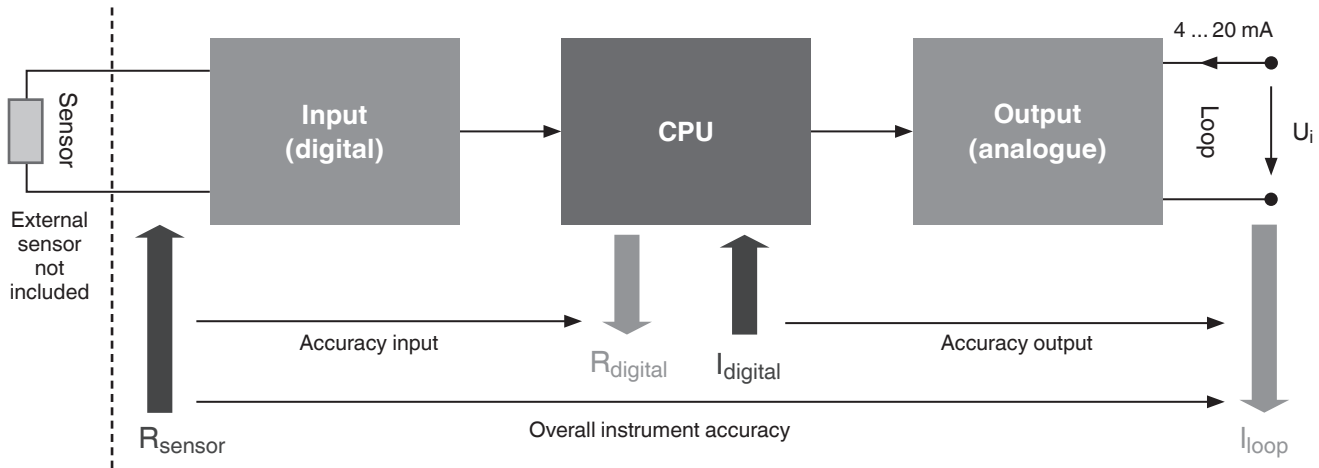 4 ... 20 mA
Sensor
Input
(digital)
CPU
Output
(analogue)
Loop
Ui
External
sensor
not
included
Accuracy input
Rdigital
Idigital
Accuracy output
Rsensor
Overall instrument accuracy
Iloop